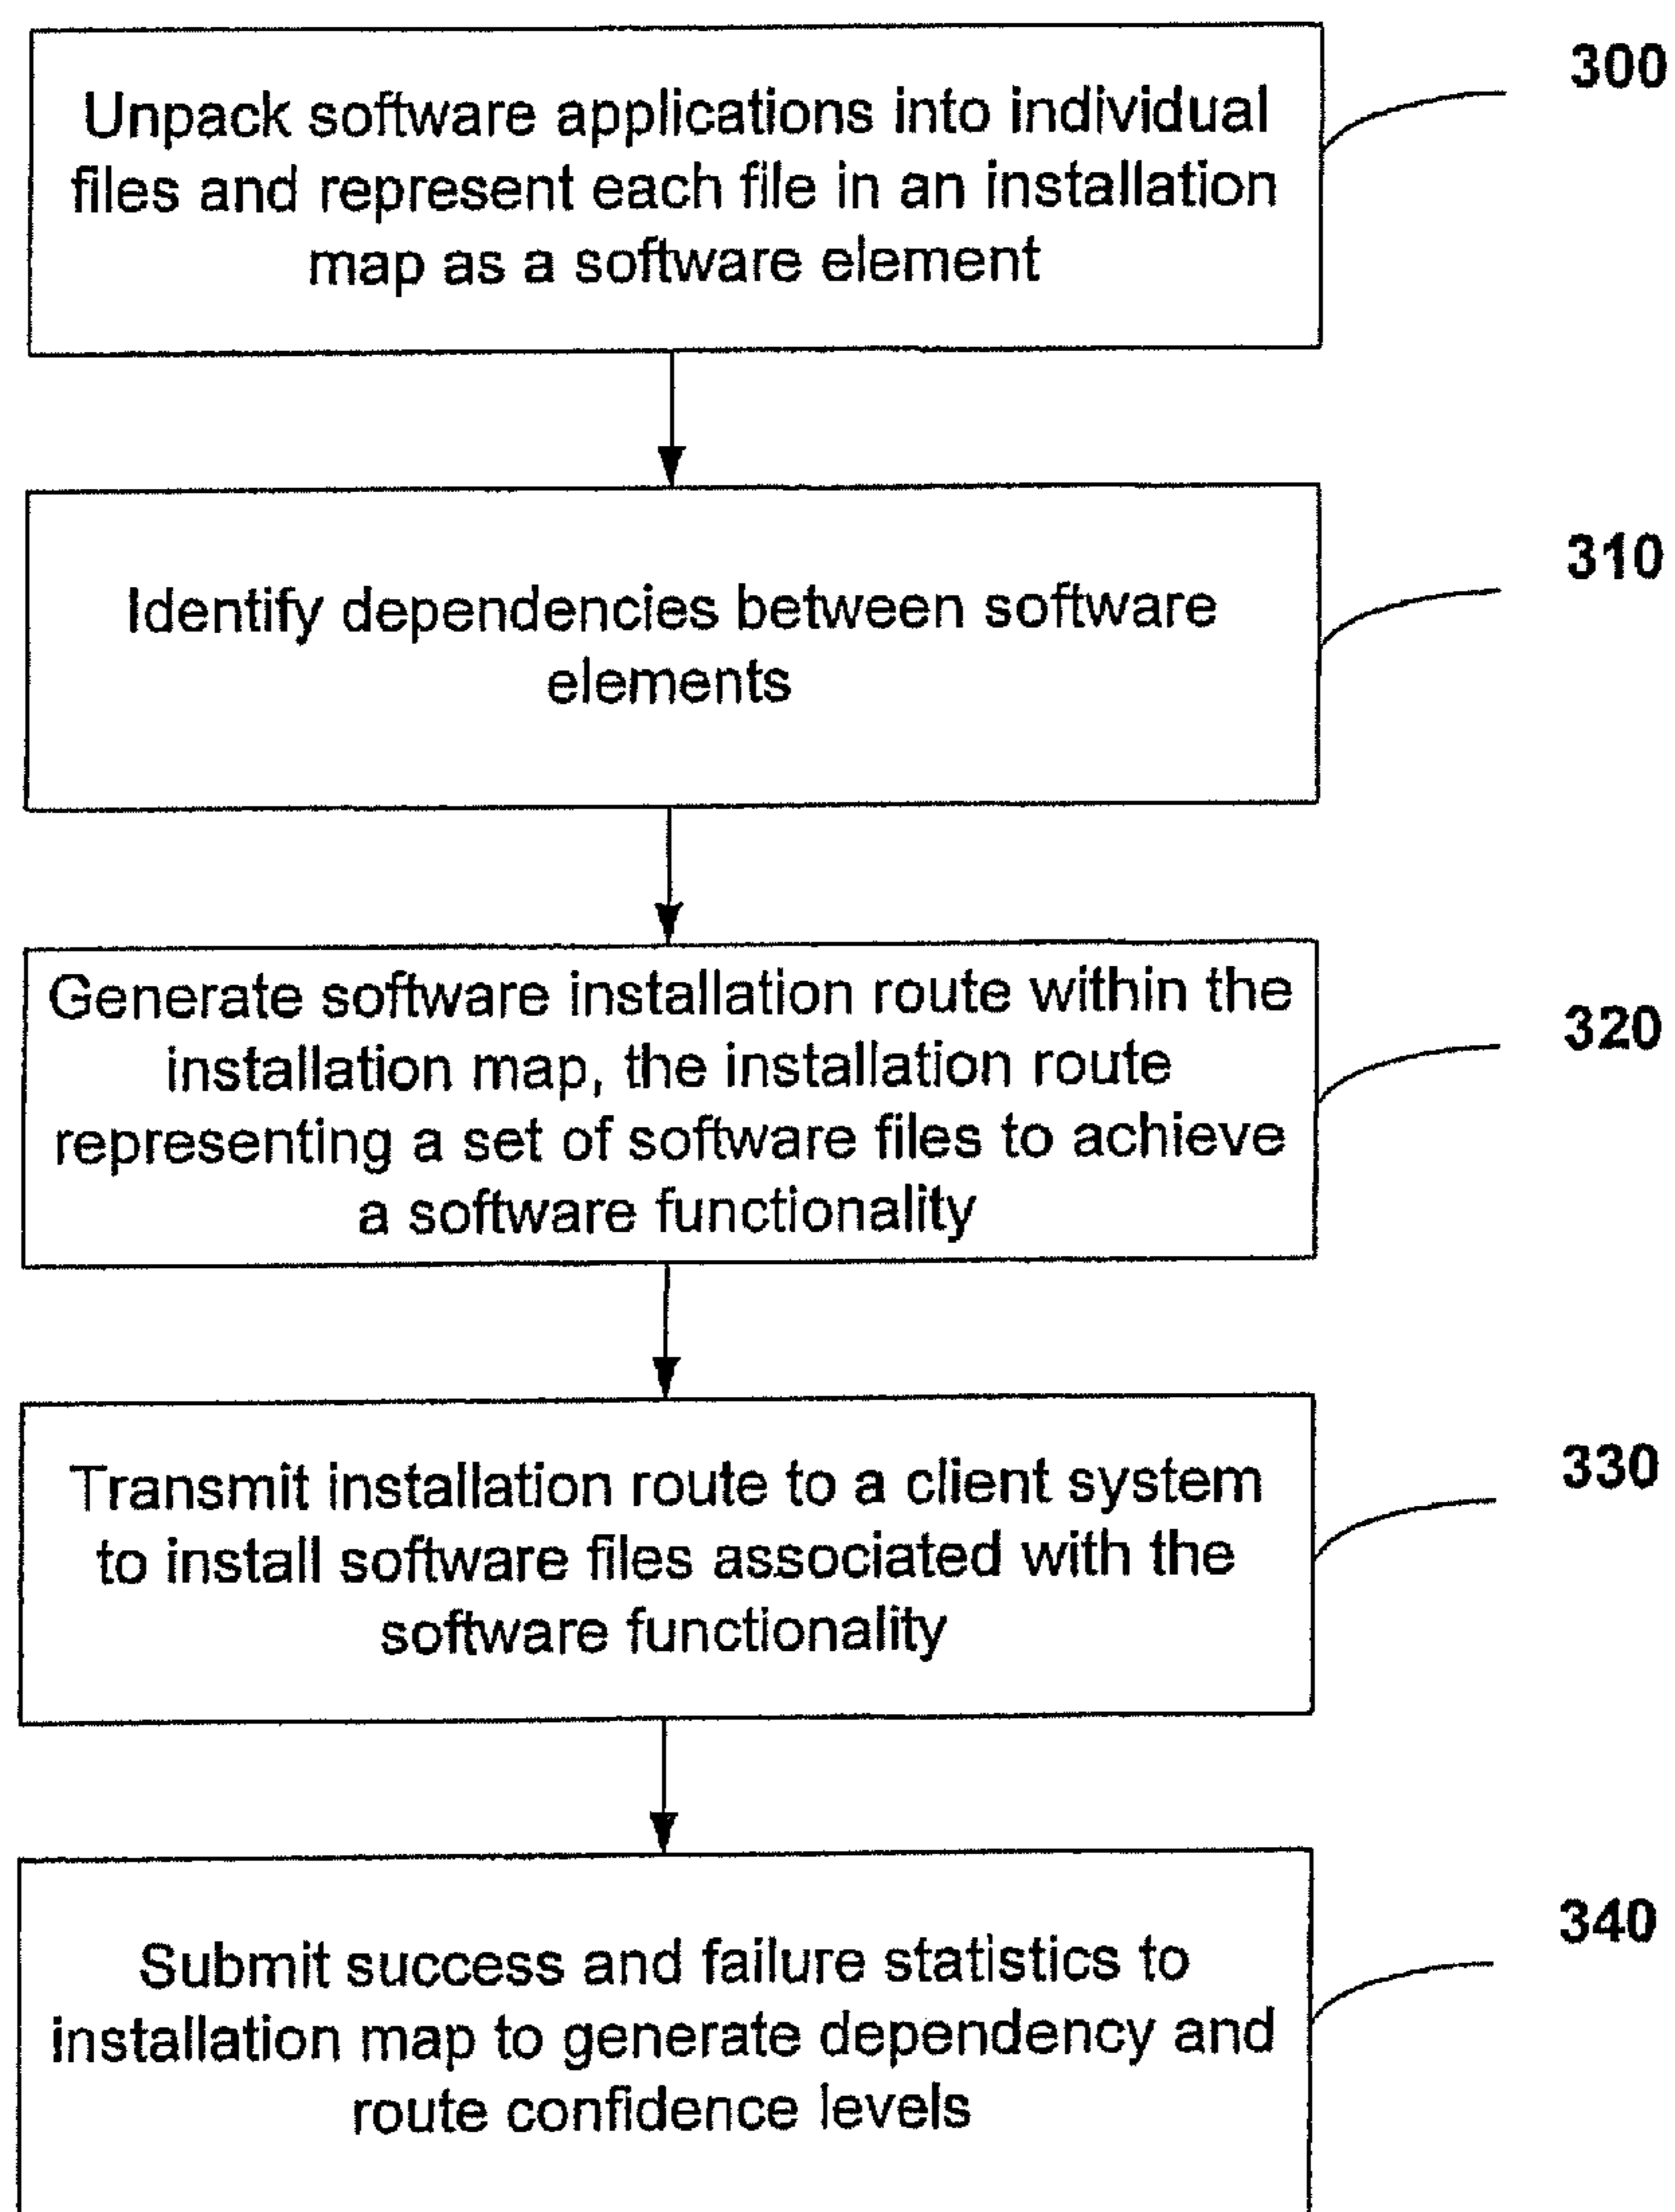 300
Unpack software applications into individual
files and represent each file in an installation
map as a software element
310
Identify dependencies between software
elements
320
Generate software installation route within the
installation map, the installation route
representing a set of software files to achieve
a software functionality
330
Transmit installation route to a client system
to install software files associated with the
software functionality
340
Submit success and failure statistics to
installation map to generate dependency and
route confidence levels